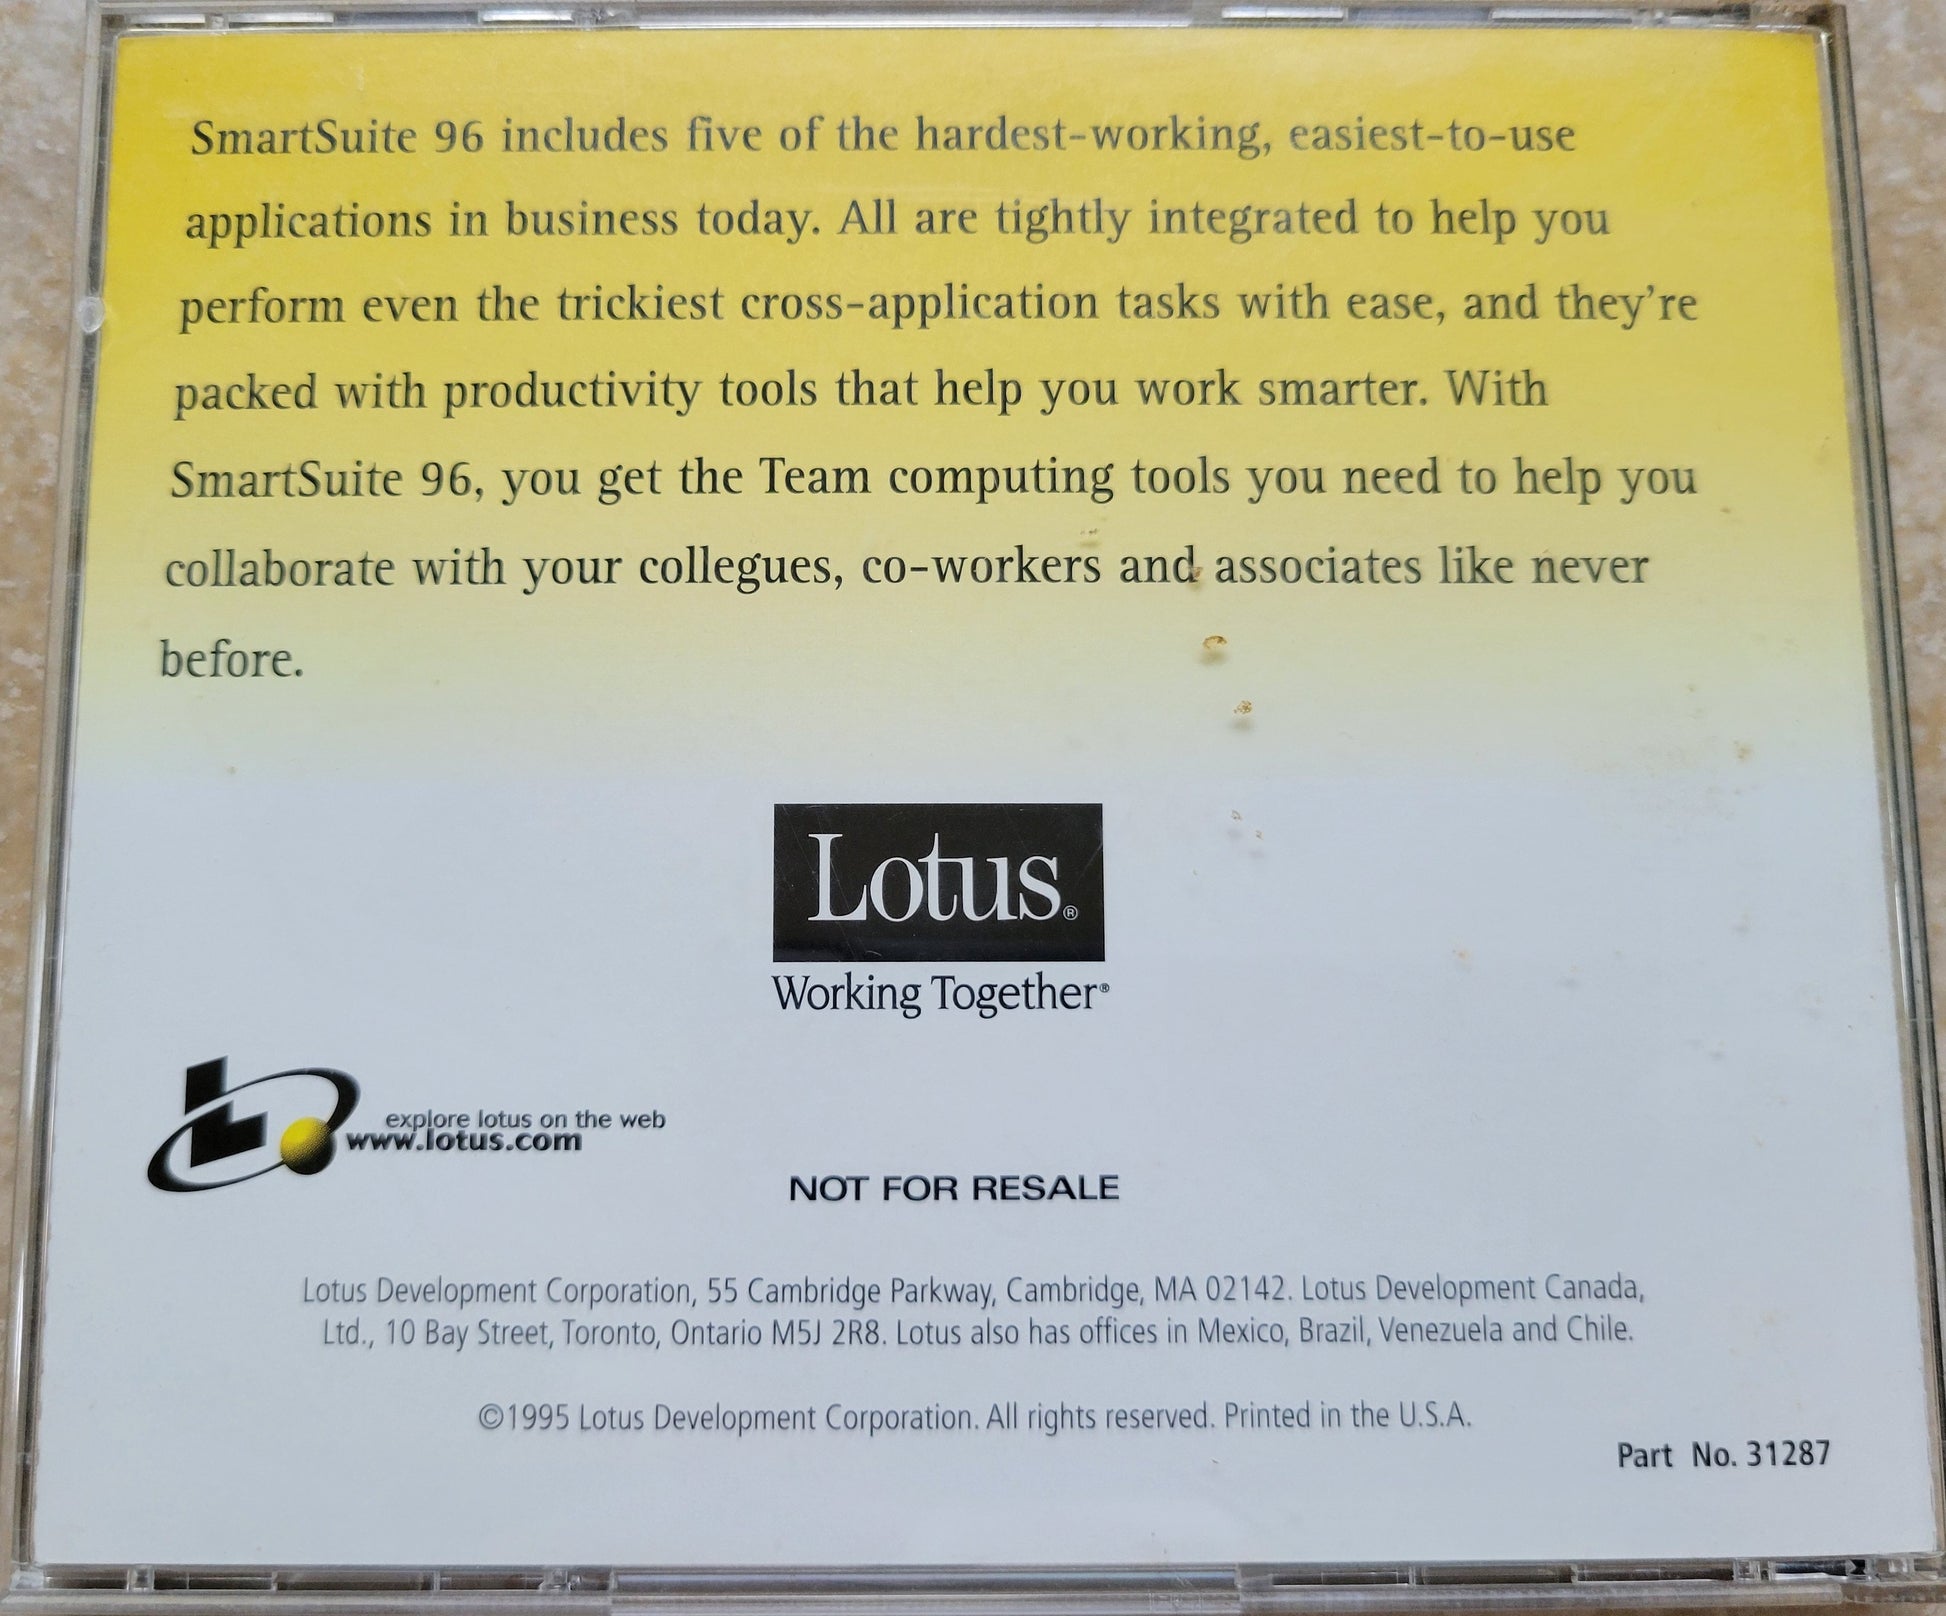 SmartSuite 96 includes five of the hardest-working, easiest-to-use
applications in business today. All are tightly integrated to help you
perform even the trickiest cross-application tasks with ease, and they're
packed with productivity tools that help you work smarter. With
SmartSuite 96, you get the Team computing tools you need to help you
collaborate with your collegues, co-workers and associates like never
before.
Lotus®
Working Together®
explore lotus on the web
www.lotus.com
NOT FOR RESALE
Lotus Development Corporation, 55 Cambridge Parkway, Cambridge, MA 02142. Lotus Development Canada,
Ltd., 10 Bay Street, Toronto, Ontario M5J 2R8. Lotus also has offices in Mexico, Brazil, Venezuela and Chile.
©1995 Lotus Development Corporation. All rights reserved. Printed in the U.S.A.
Part No. 31287